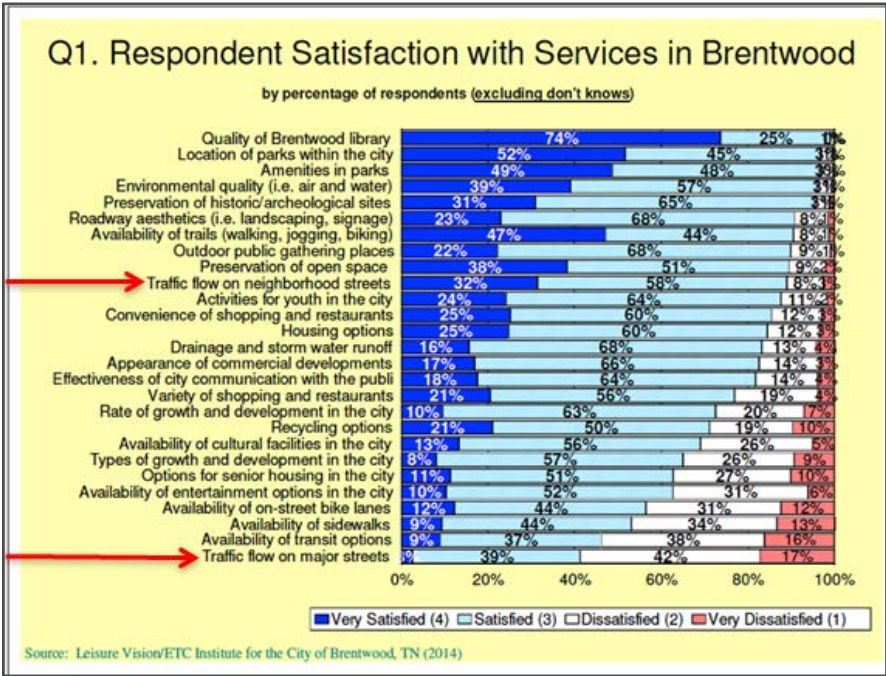 Q1. Respondent Satisfaction with Services in Brentwood
by percentage of respondents (excluding don't knows)
Quality of Brentwood library 74% 25%
Location of parks within the city 52% 45% 3%
Amenities in parks 49% 48% 3%
Environmental quality (i.e. air and water) 39% 57% 3%
Preservation of historic/archeological sites 31% 65% 3%
Roadway aesthetics (i.e. landscaping, signage) 23% 68% 8%
Availability of trails (walking, jogging, biking) 47% 44% 8%
Outdoor public gathering places 22% 68% 9%
Preservation of open space 38% 51% 9% 2%
Traffic flow on neighborhood streets 32% 58% 8% 3%
Activities for youth in the city 24% 64% 11% 2%
Convenience of shopping and restaurants 25% 60% 12% 3%
Housing options 25% 60% 12% 3%
Drainage and storm water runoff 16% 68% 13% 4%
Appearance of commercial developments 17% 66% 14% 3%
Effectiveness of city communication with the publi 18% 64% 14% 4%
Variety of shopping and restaurants 21% 56% 19% 4%
Rate of growth and development in the city 10% 63% 20% 7%
Recycling options 21% 50% 19% 10%
Availability of cultural facilities in the city 13% 56% 26% 5%
Types of growth and development in the city 8% 57% 26% 9%
Options for senior housing in the city 11% 51% 27% 10%
Availability of entertainment options in the city 10% 52% 31% 6%
Availability of on-street bike lanes 12% 44% 31% 12%
Availability of sidewalks 9% 44% 34% 13%
Availability of transit options 9% 37% 38% 16%
Traffic flow on major streets 39% 42% 17%
0% 20% 40% 60% 80% 100%
Very Satisfied (4) Satisfied (3) Dissatisfied (2) Very Dissatisfied (1)
Source: Leisure Vision/ETC Institute for the City of Brentwood, TN (2014)